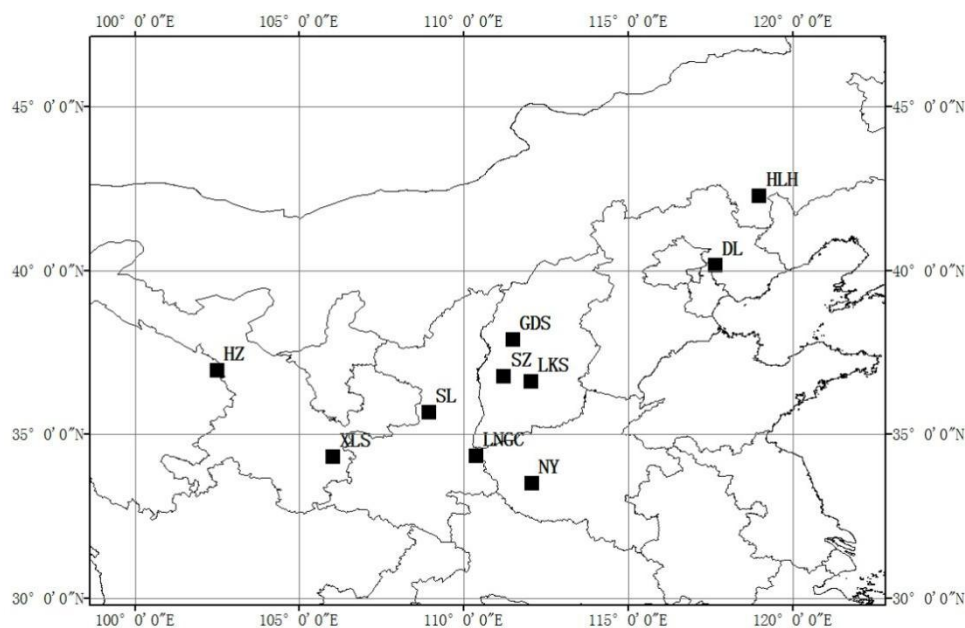 100° 0′0″E 105° 0′0″E 110° 0′0″E 115° 0′0″E 120° 0′0″E
45° 0′0″N 45° 0′0″N
HLH
DL
40° 0′0″N 40° 0′0″N
GDS
HZ SZ LKS
SL
35° 0′0″N XLS LNGC 35° 0′0″N
NY
30° 0′0″N 30° 0′0″N
100° 0′0″E 105° 0′0″E 110° 0′0″E 115° 0′0″E 120° 0′0″E